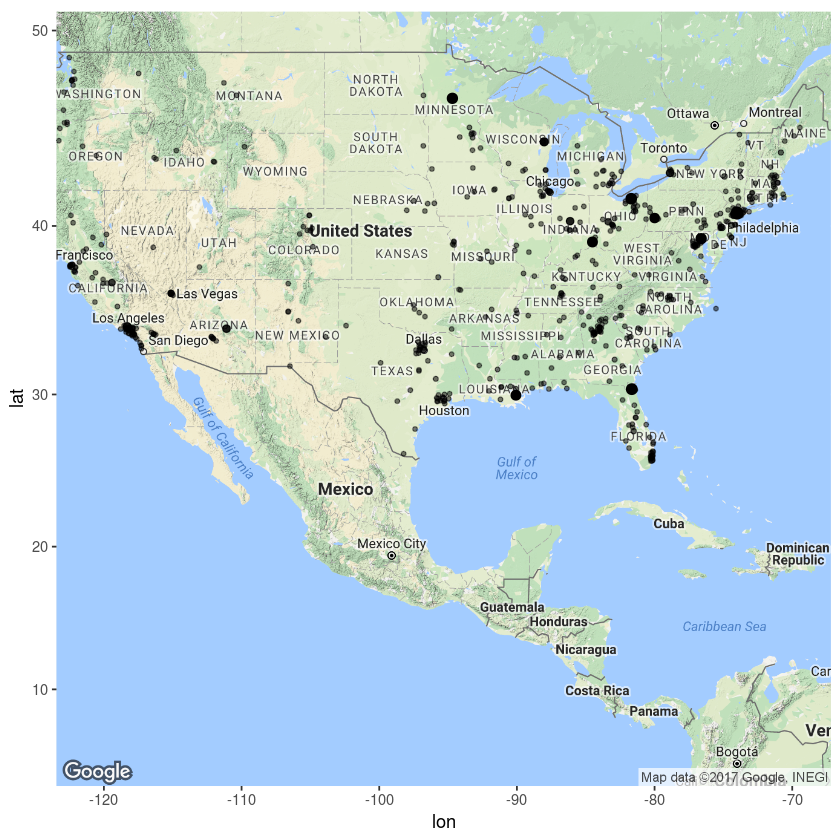 50
40
30
20
10
lat
WASHINGTON
MONTANA
NORTH
DAKOTA
MINNESOTA
Ottawa
Montreal
MAINE
OREGON
IDAHO
SOUTH
DAKOTA
WISCONSIN
MICHIGAN
Toronto
VT
NH
WYOMING
NEW YORK
MA
Chicago
IOWA
NEBRASKA
ILLINOIS
INDIANA
OHIO
PENN
CT RI
Philadelphia
NEVADA
United States
UTAH
COLORADO
KANSAS
MISSOURI
WEST
VIRGINIA
DE
NJ
Francisco
CALIFORNIA
Las Vegas
KENTUCKY
VIRGINIA
Los Angeles
ARIZONA
OKLAHOMA
TENNESSEE
NORTH
CAROLINA
San Diego
NEW MEXICO
ARKANSAS
MISSISSIPPI
SOUTH
CAROLINA
Dallas
ALABAMA
TEXAS
GEORGIA
LOUISIANA
Houston
FLORIDA
Gulf of California
Gulf of
Mexico
Mexico
Mexico City
Cuba
Dominican
Republic
Guatemala
Honduras
Nicaragua
Caribbean Sea
Costa Rica
Panama
Car
Ver
Bogotá
Colombia
Google
Map data ©2017 Google, INEGI
-120
-110
-100
-90
-80
-70
lon